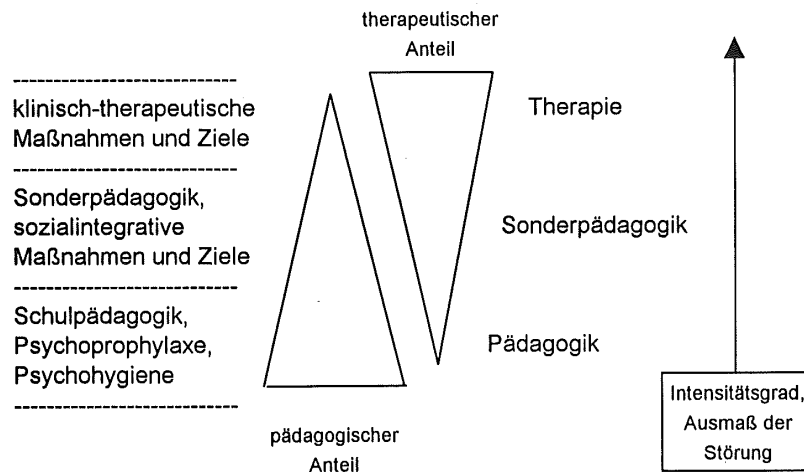 therapeutischer
Anteil
klinisch-therapeutische
Maßnahmen und Ziele
Sonderpädagogik,
sozialintegrative
Maßnahmen und Ziele
Schulpädagogik,
Psychoprophylaxe,
Psychohygiene
Therapie
Sonderpädagogik
Pädagogik
pädagogischer
Anteil
Intensitätsgrad,
Ausmaß der
Störung